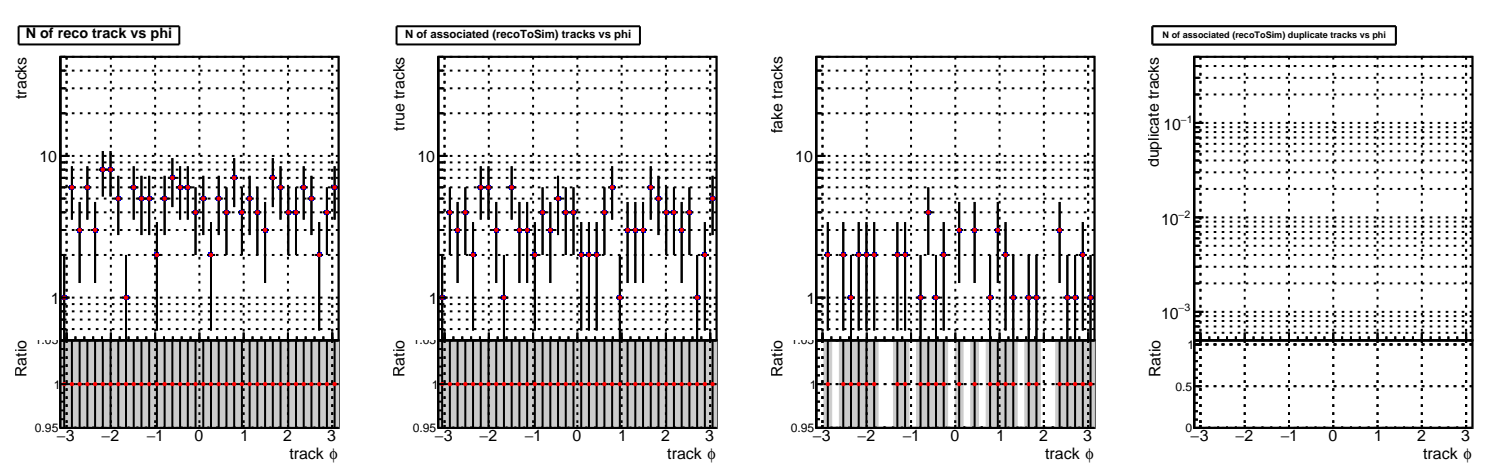 N of reco track vs phi
tracks
10
1
1.05
Ratio
1
0.95
−3 −2 −1 0 1 2 3
track ϕ
N of associated (recoToSim) tracks vs phi
true tracks
10
1
1.05
Ratio
1
0.95
−3 −2 −1 0 1 2 3
track ϕ
fake tracks
10
1
1.05
Ratio
1
0.95
−3 −2 −1 0 1 2 3
track ϕ
N of associated (recoToSim) duplicate tracks vs phi
duplicate tracks
10−1
10−2
10−3
Ratio
1
0.5
0
−3 −2 −1 0 1 2 3
track ϕ